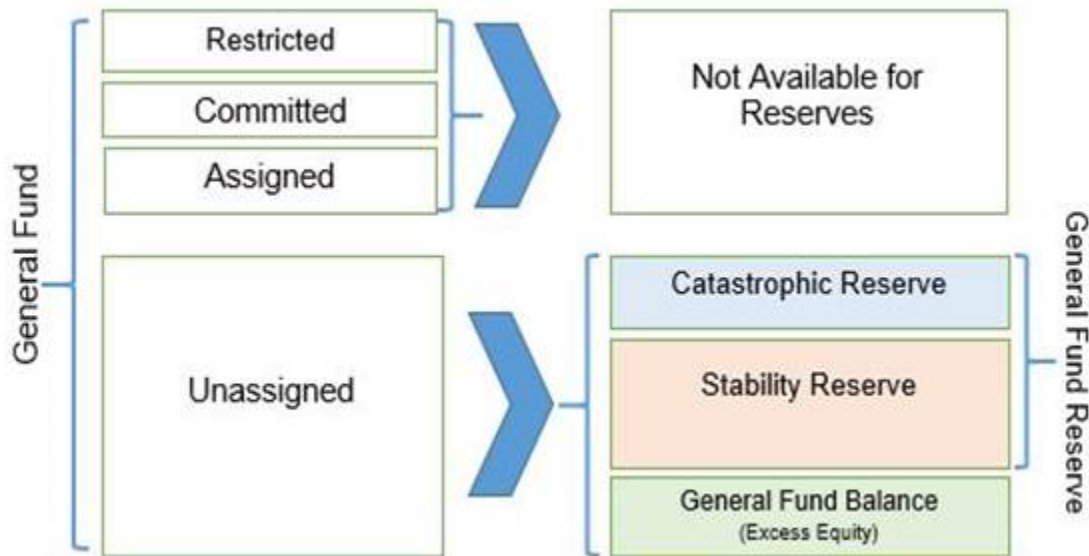 General Fund
Restricted
Committed
Assigned
Not Available for
Reserves
Unassigned
Catastrophic Reserve
Stability Reserve
General Fund Balance
(Excess Equity)
General Fund Reserve